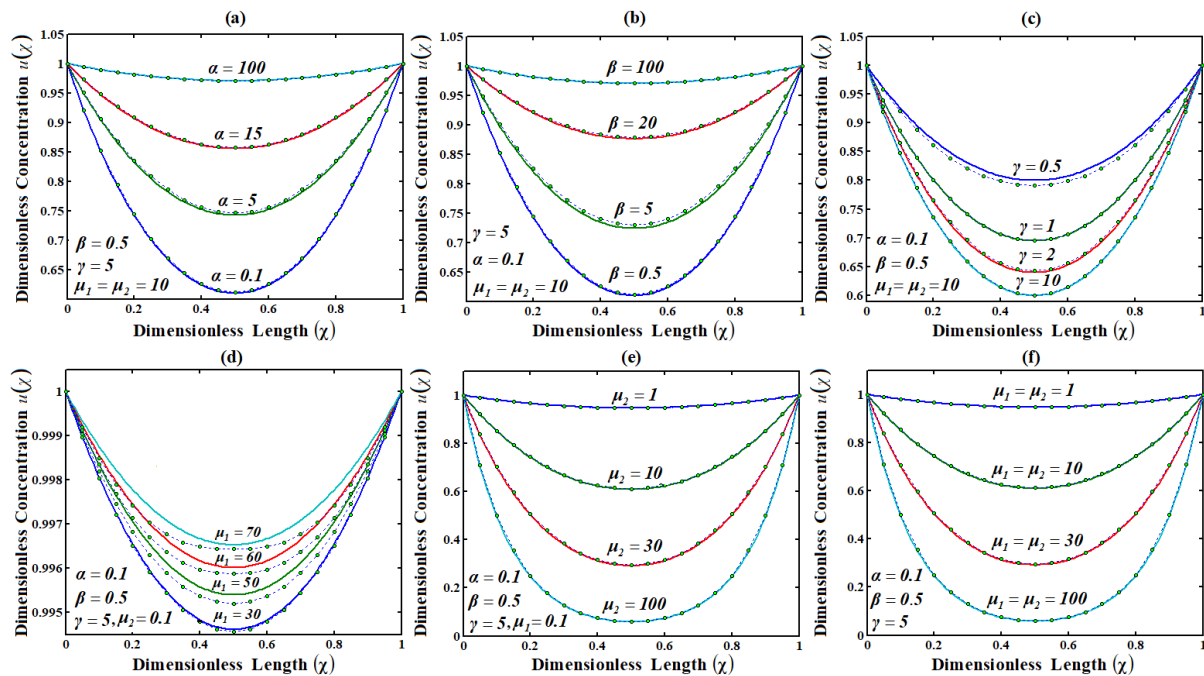 (a)
Dimensionless Concentration u(χ)
1.05
1
0.95
0.9
0.85
0.8
0.75
0.7
0.65
α = 100
α = 15
α = 5
α = 0.1
β = 0.5
γ = 5
μ₁ = μ₂ = 10
0 0.2 0.4 0.6 0.8 1
Dimensionless Length (χ)
(b)
Dimensionless Concentration u(χ)
1.05
1
0.95
0.9
0.85
0.8
0.75
0.7
0.65
β = 100
β = 20
β = 5
β = 0.5
γ = 5
α = 0.1
μ₁ = μ₂ = 10
0 0.2 0.4 0.6 0.8 1
Dimensionless Length (χ)
(c)
Dimensionless Concentration u(χ)
1.05
1
0.95
0.9
0.85
0.8
0.75
0.7
0.65
0.6
γ = 0.5
γ = 1
γ = 2
γ = 10
α = 0.1
β = 0.5
μ₁ = μ₂ = 10
0 0.2 0.4 0.6 0.8 1
Dimensionless Length (χ)
(d)
Dimensionless Concentration u(χ)
1
0.999
0.998
0.997
0.996
0.995
μ₁ = 70
μ₁ = 60
μ₁ = 50
μ₁ = 30
α = 0.1
β = 0.5
γ = 5, μ₂ = 0.1
0 0.2 0.4 0.6 0.8 1
Dimensionless Length (χ)
(e)
Dimensionless Concentration u(χ)
1
0.8
0.6
0.4
0.2
0
μ₂ = 1
μ₂ = 10
μ₂ = 30
μ₂ = 100
α = 0.1
β = 0.5
γ = 5, μ₁ = 0.1
0 0.2 0.4 0.6 0.8 1
Dimensionless Length (χ)
(f)
Dimensionless Concentration u(χ)
1
0.8
0.6
0.4
0.2
0
μ₁ = μ₂ = 1
μ₁ = μ₂ = 10
μ₁ = μ₂ = 30
μ₁ = μ₂ = 100
α = 0.1
β = 0.5
γ = 5
0 0.2 0.4 0.6 0.8 1
Dimensionless Length (χ)